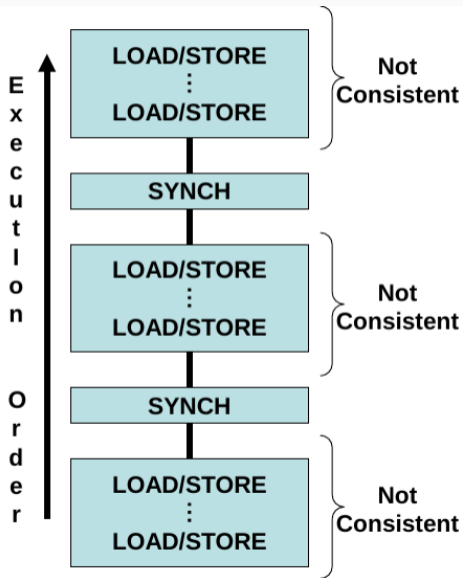 LOAD/STORE
⋮
LOAD/STORE
Not
Consistent
SYNCH
LOAD/STORE
⋮
LOAD/STORE
Not
Consistent
SYNCH
LOAD/STORE
⋮
LOAD/STORE
Not
Consistent
ExecutIon Order